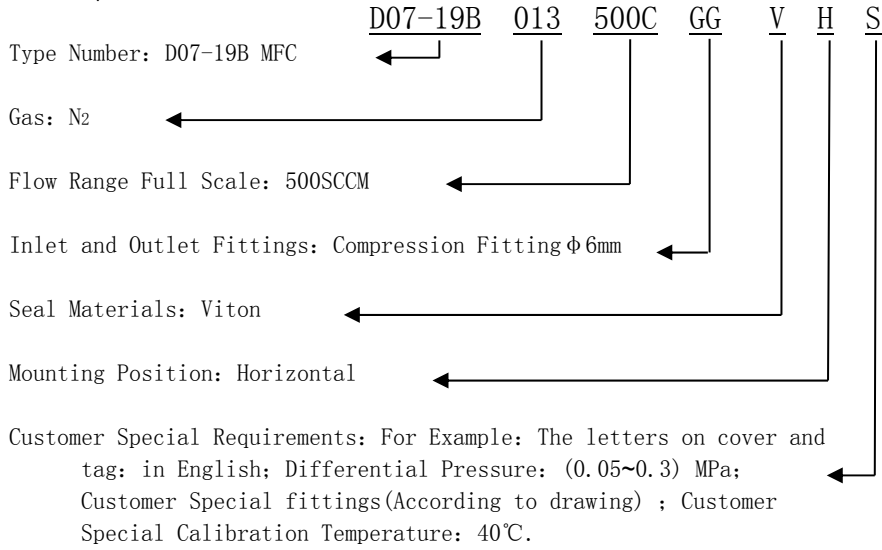 D07-19B 013 500C GG V H S
Type Number: D07-19B MFC
Gas: N2
Flow Range Full Scale: 500SCCM
Inlet and Outlet Fittings: Compression Fitting φ6mm
Seal Materials: Viton
Mounting Position: Horizontal
Customer Special Requirements: For Example: The letters on cover and
tag: in English; Differential Pressure: (0.05~0.3) MPa;
Customer Special fittings(According to drawing) ; Customer
Special Calibration Temperature: 40℃.